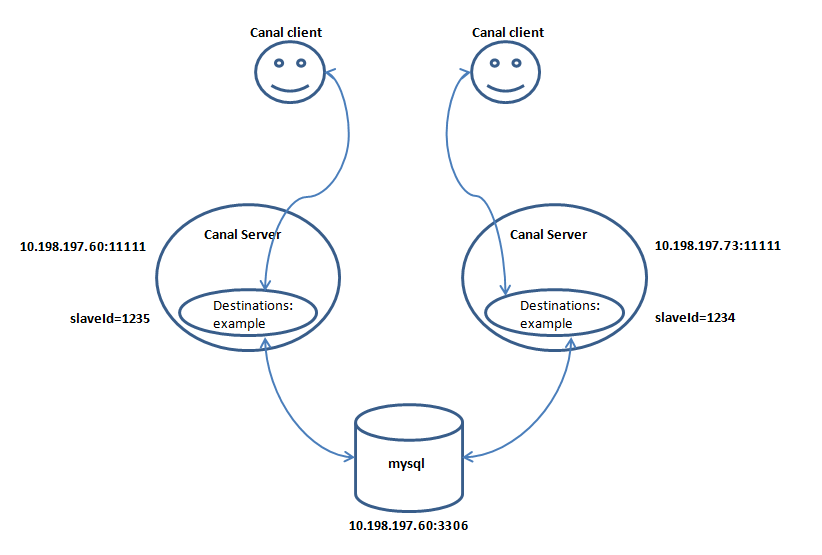 Canal client
Canal client
Canal Server
Canal Server
10.198.197.60:11111
10.198.197.73:11111
Destinations:
example
Destinations:
example
slaveId=1235
slaveId=1234
mysql
10.198.197.60:3306